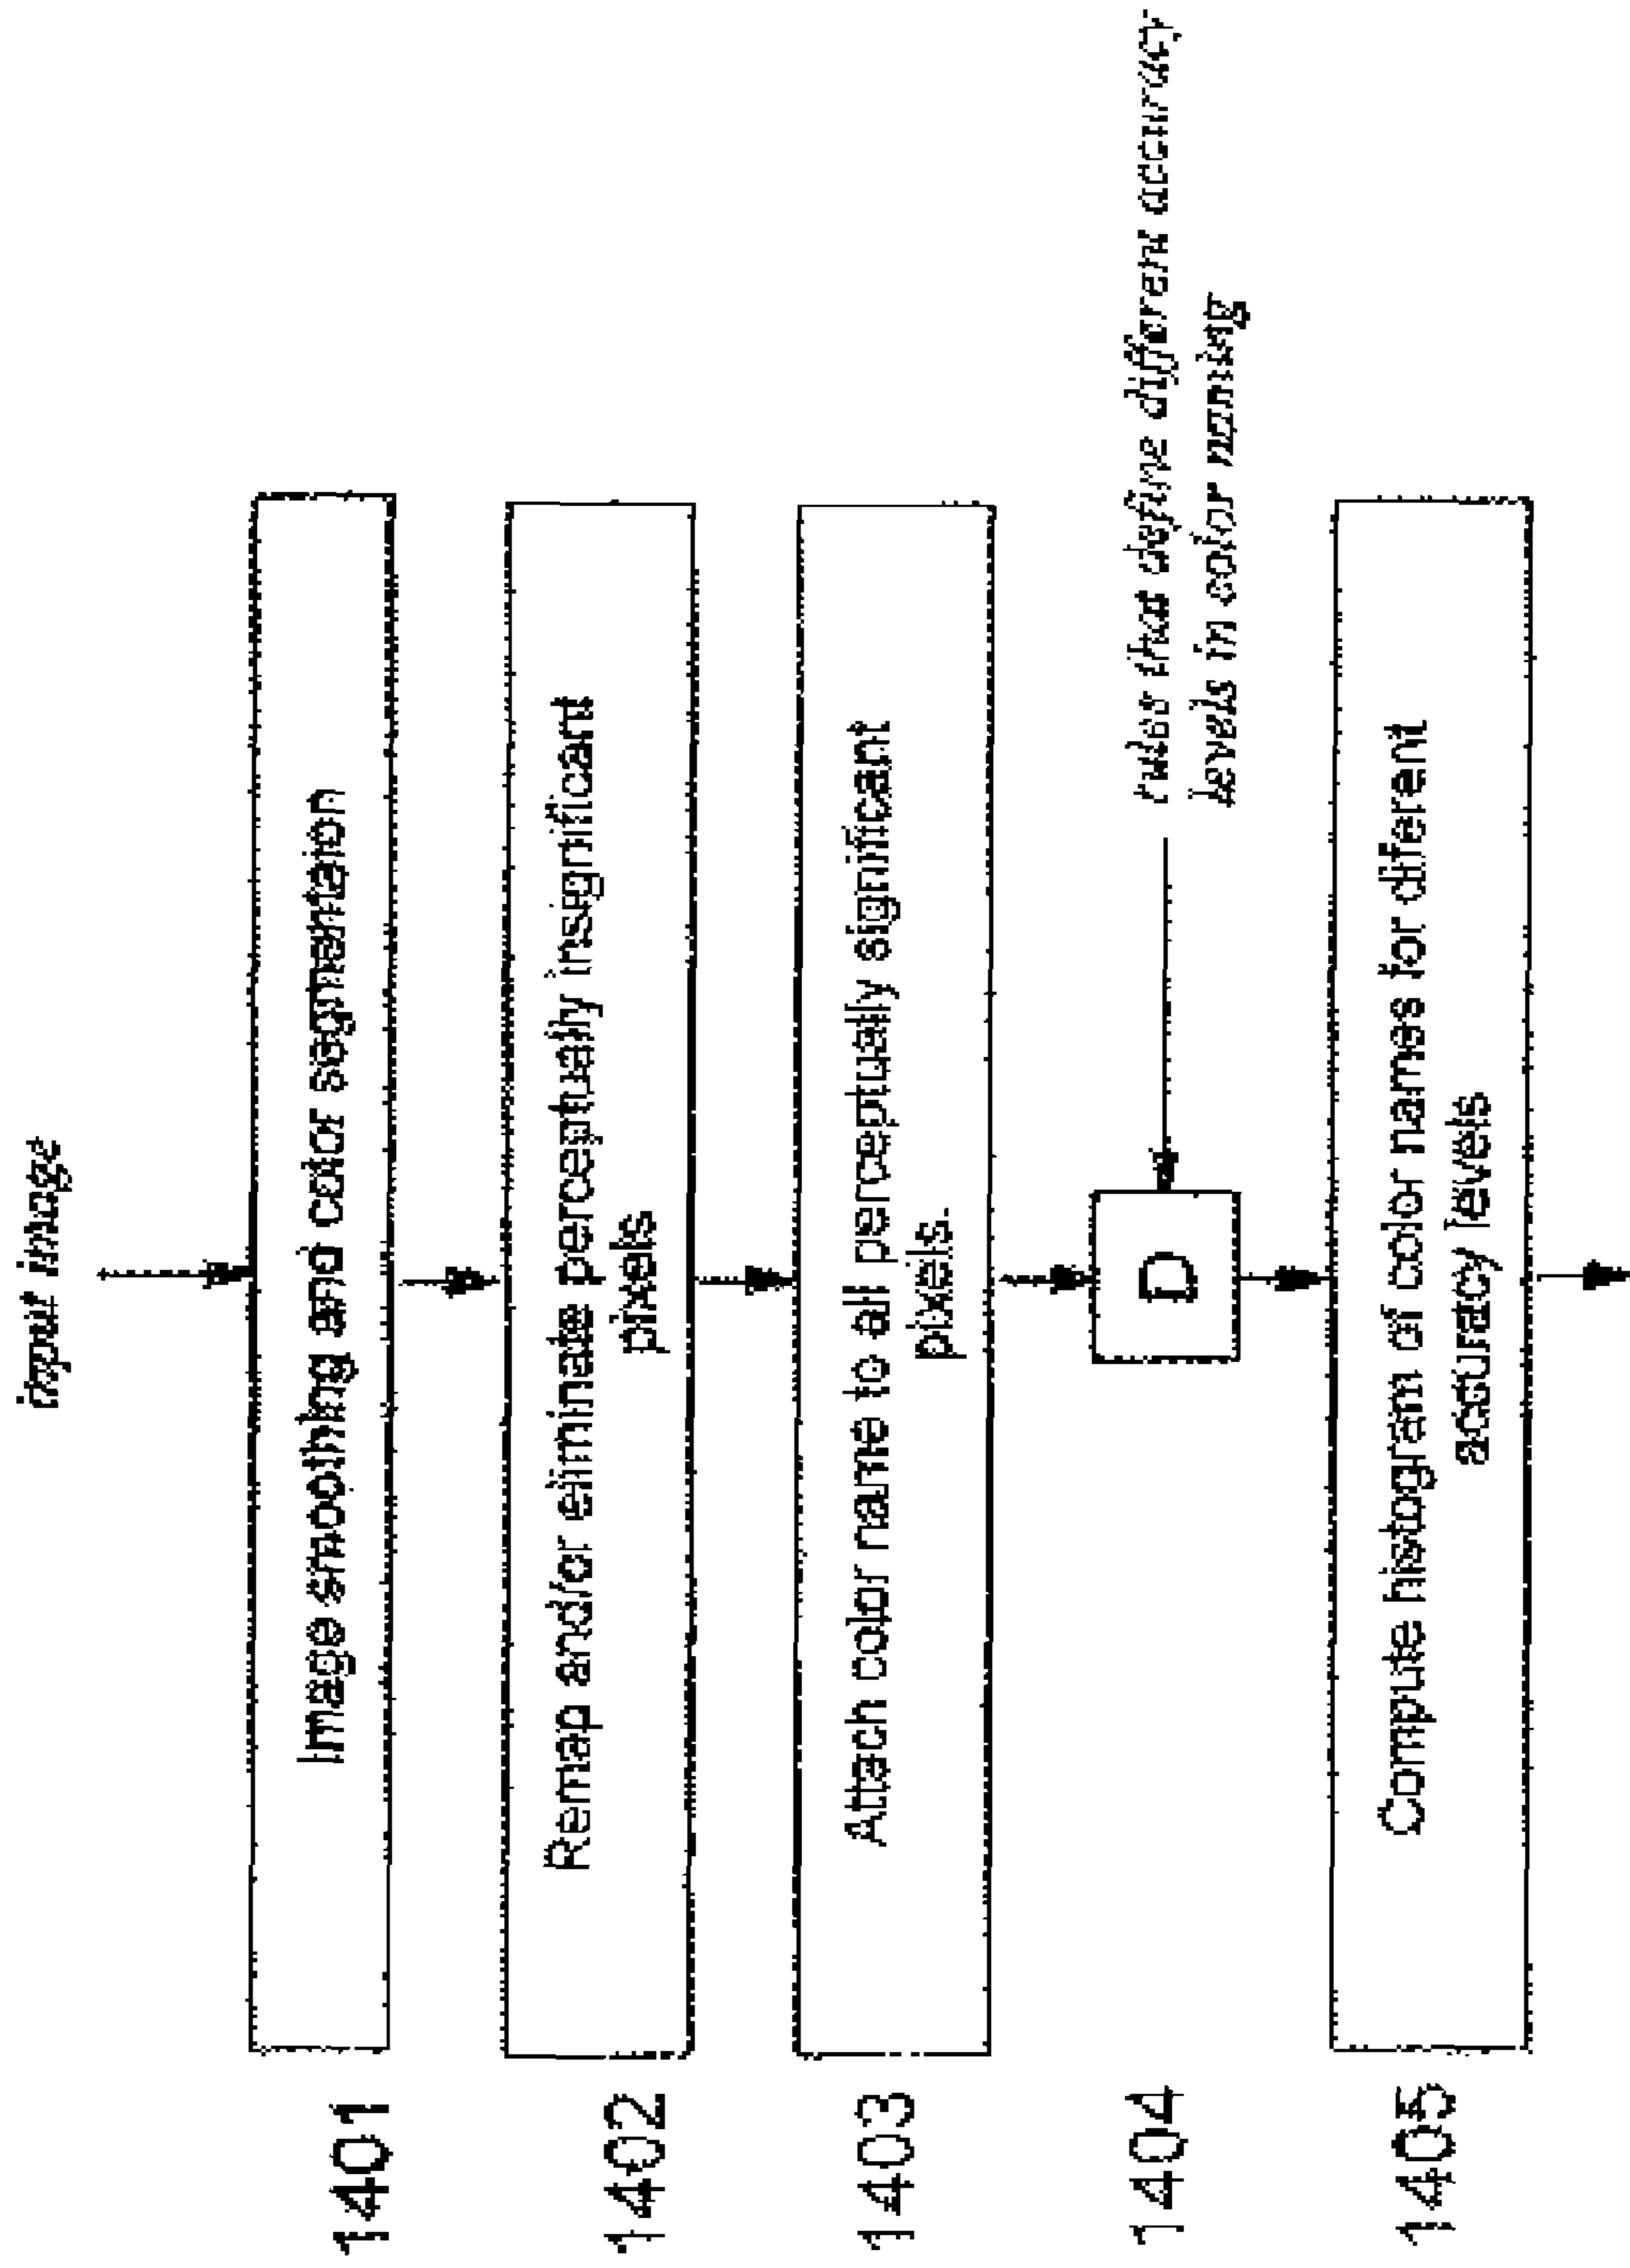 input image
1401
Image smoothing and color segmentaion
1402
Remap and/or eliminate perceptually insignificant
pixels
1403
Attach color name to all perceptually significant
pixels.
1404
D
rules that define different accuracy
levels in color naming
1405
Compute histogram of color names for diferent
accuracy levels